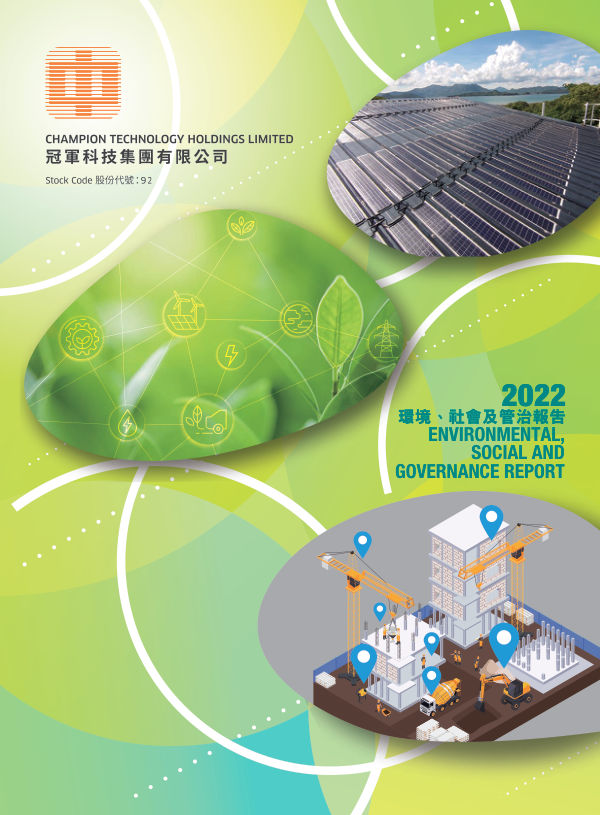 CHAMPION TECHNOLOGY HOLDINGS LIMITED
冠軍科技集團有限公司
Stock Code 股份代號：92
2022
環境、社會及管治報告
ENVIRONMENTAL,
SOCIAL AND
GOVERNANCE REPORT